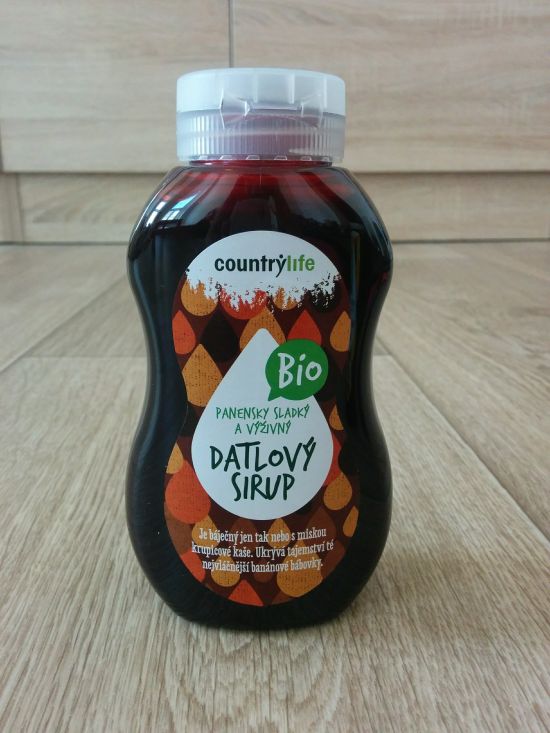 countrylife
Bio
PANENSKY SLADKÝ
A VÝŽIVNÝ
DATLOVÝ
SIRUP
Je báječný jen tak nebo s miskou
krupicové kaše. Ukrývá tajemství té
nejvláčnější banánové bábovky.